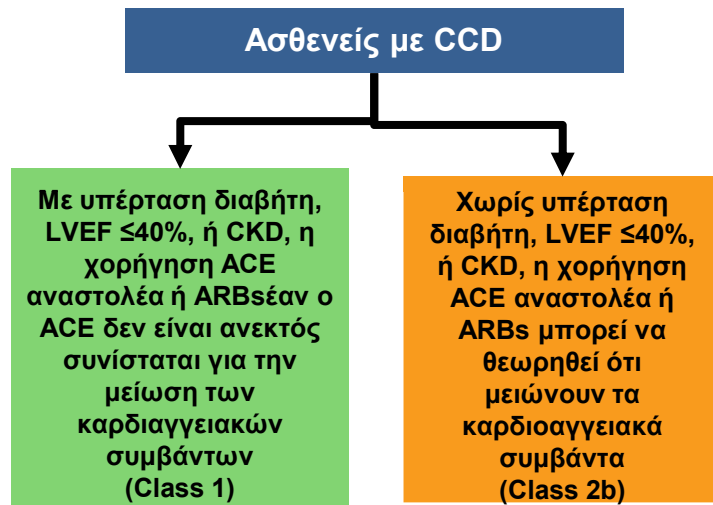 Ασθενείς με CCD
Με υπέρταση διαβήτη,
LVEF ≤40%, ή CKD, η
χορήγηση ACE
αναστολέα ή ARBsέαν ο
ACE δεν είναι ανεκτός
συνίσταται για την
μείωση των
καρδιαγγειακών
συμβάντων
(Class 1)
Χωρίς υπέρταση
διαβήτη, LVEF ≤40%,
ή CKD, η χορήγηση
ACE αναστολέα ή
ARBs μπορεί να
θεωρηθεί ότι
μειώνουν τα
καρδιοαγγειακά
συμβάντα
(Class 2b)